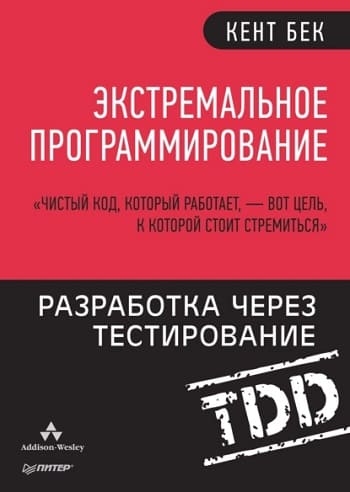 КЕНТ БЕК
ЭКСТРЕМАЛЬНОЕ
ПРОГРАММИРОВАНИЕ
«ЧИСТЫЙ КОД, КОТОРЫЙ РАБОТАЕТ, — ВОТ ЦЕЛЬ,
К КОТОРОЙ СТОИТ СТРЕМИТЬСЯ»
РАЗРАБОТКА ЧЕРЕЗ
ТЕСТИРОВАНИЕ
TDD
Addison-Wesley
ПИТЕР®